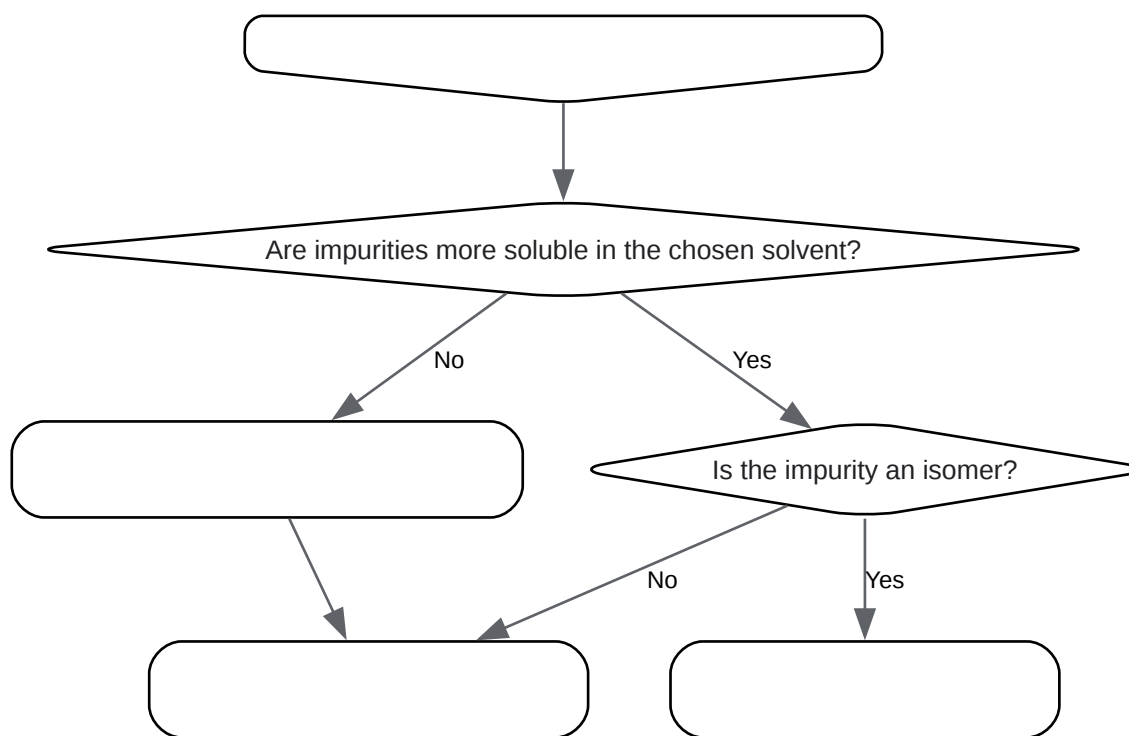 Are impurities more soluble in the chosen solvent?
No
Yes
Is the impurity an isomer?
No
Yes